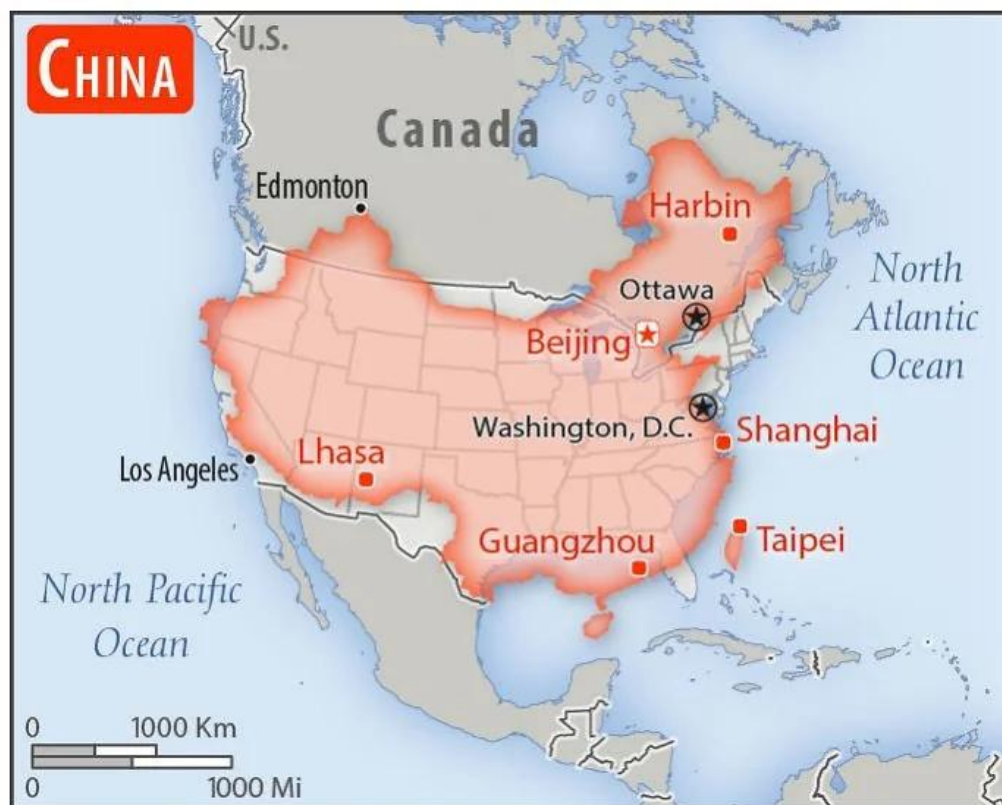 U.S.
CHINA
Canada
Edmonton
Harbin
North
Atlantic
Ocean
Ottawa
Beijing
Washington, D.C.
Shanghai
Los Angeles
Lhasa
Guangzhou
Taipei
North Pacific
Ocean
0 1000 Km
0 1000 Mi